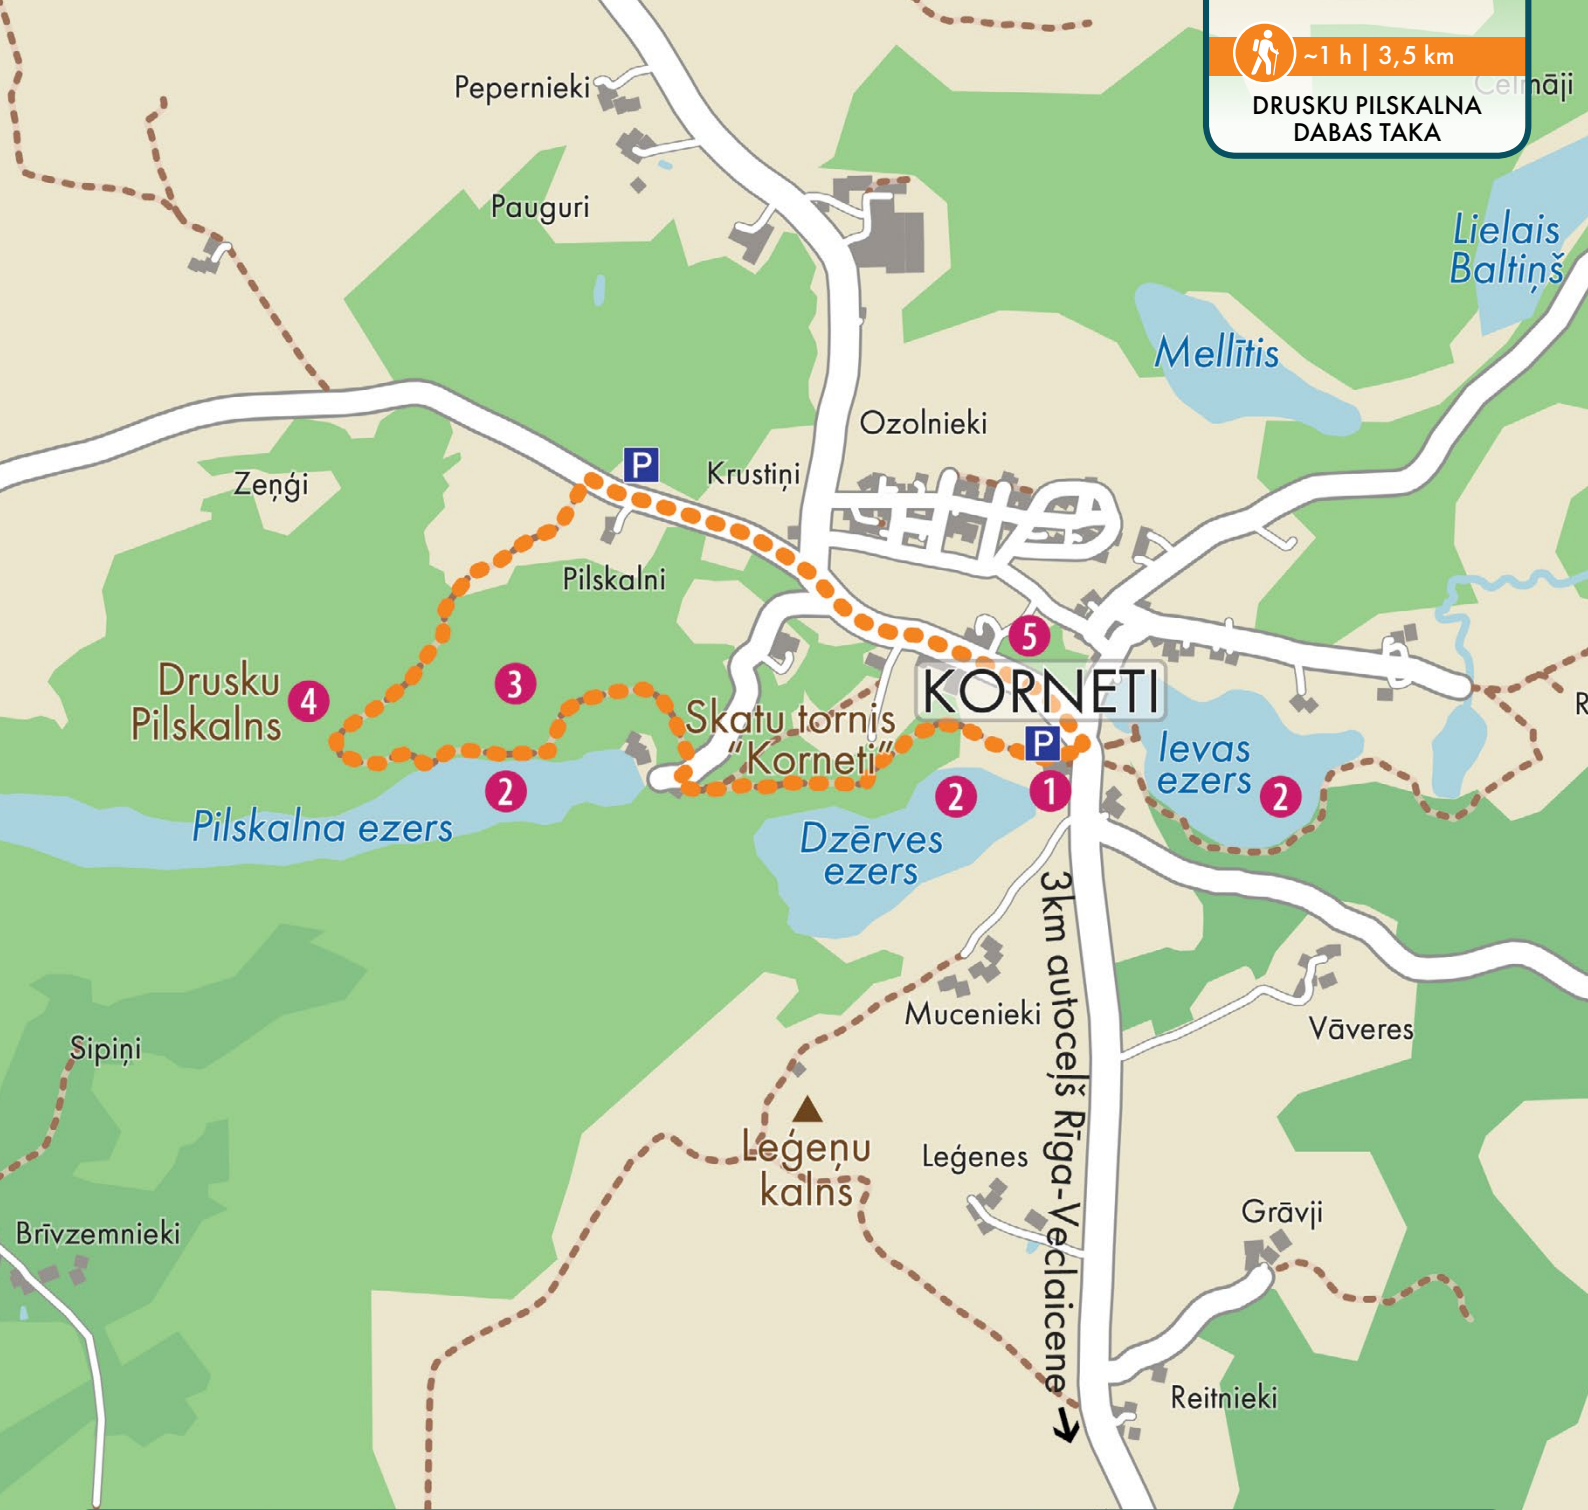 ~1 h | 3,5 km
DRUSKU PILSKALNA
DABAS TAKA
Celmāji
Pepernieki
Pauguri
Lielais
Baltiņš
Mellītis
Ozolnieki
P
Krustiņi
Zeņģi
Pilskalni
5
Drusku
Pilskalns
4
3
KORNETI
Skatu tornis
"Korneti"
P
Ievas
ezers
2
2
2
1
Pilskalna ezers
Dzērves
ezers
3km autoceļš Rīga-Veclaicene
R
Mucenieki
Vāveres
Sipiņi
Leģeņu
kalns
Leģenes
Grāvji
Brīvzemnieki
Reitnieki